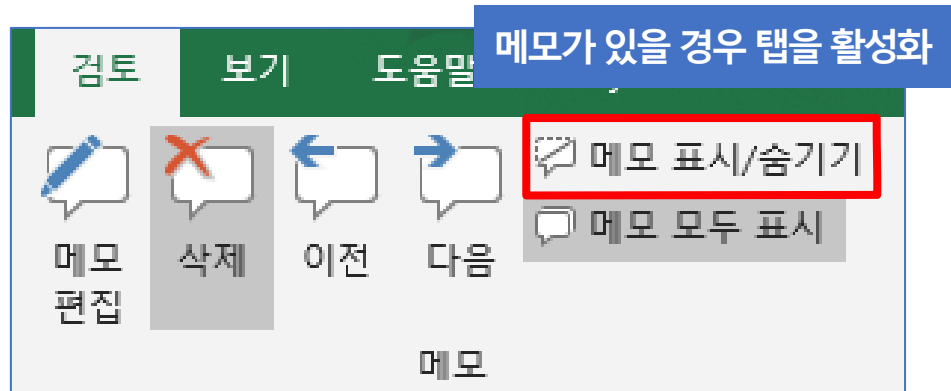 메모가 있을 경우 탭을 활성화
검토 보기 도움말
메모 표시/숨기기
메모 모두 표시
메모
편집
삭제
이전
다음
메모